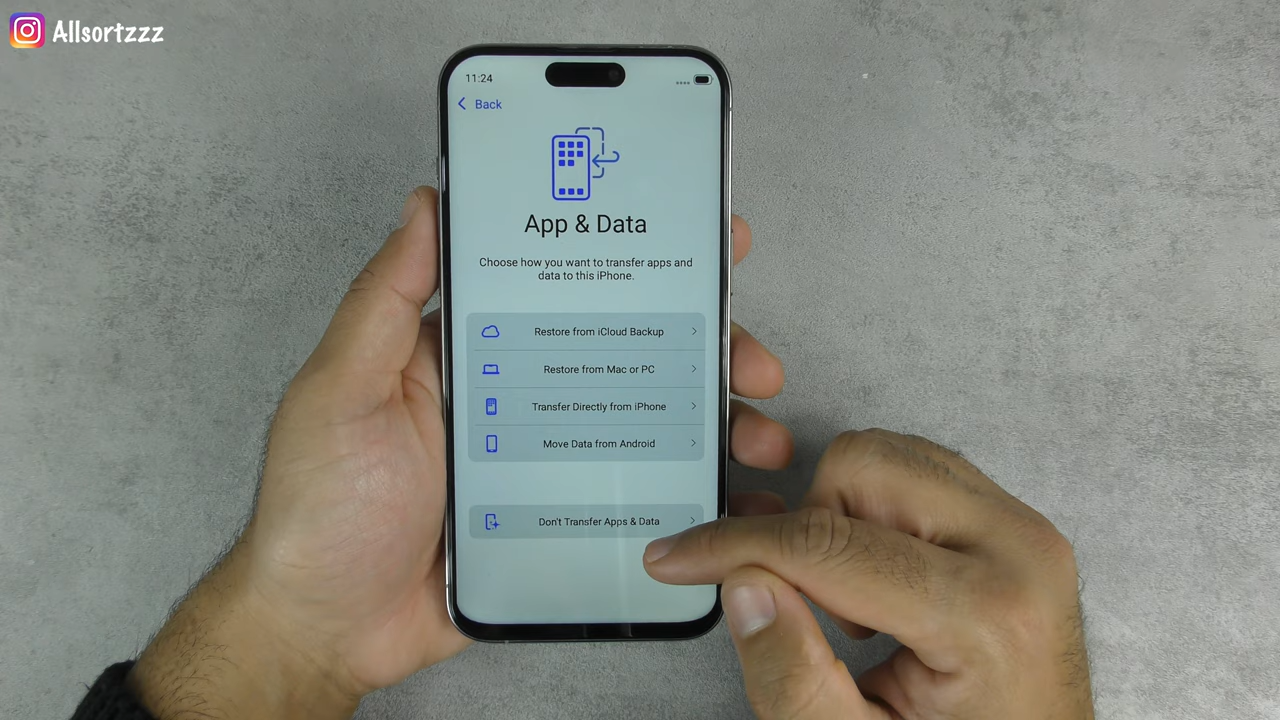 Allsortzzz
11:24
Back
App & Data
Choose how you want to transfer apps and
data to this iPhone.
Restore from iCloud Backup
Restore from Mac or PC
Transfer Directly from iPhone
Move Data from Android
Don't Transfer Apps & Data